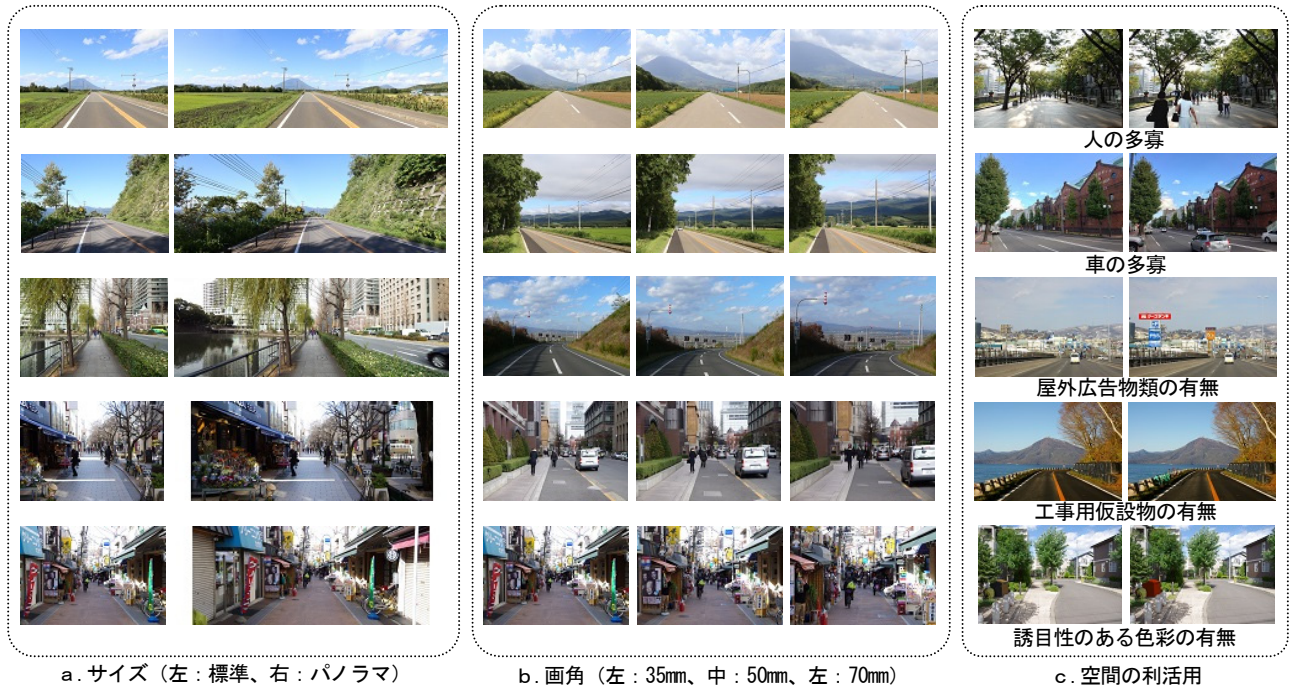 人の多寡
車の多寡
屋外広告物類の有無
工事用仮設物の有無
誘目性のある色彩の有無
a.サイズ（左：標準、右：パノラマ）
b.画角（左：35mm、中：50mm、左：70mm）
c.空間の利活用